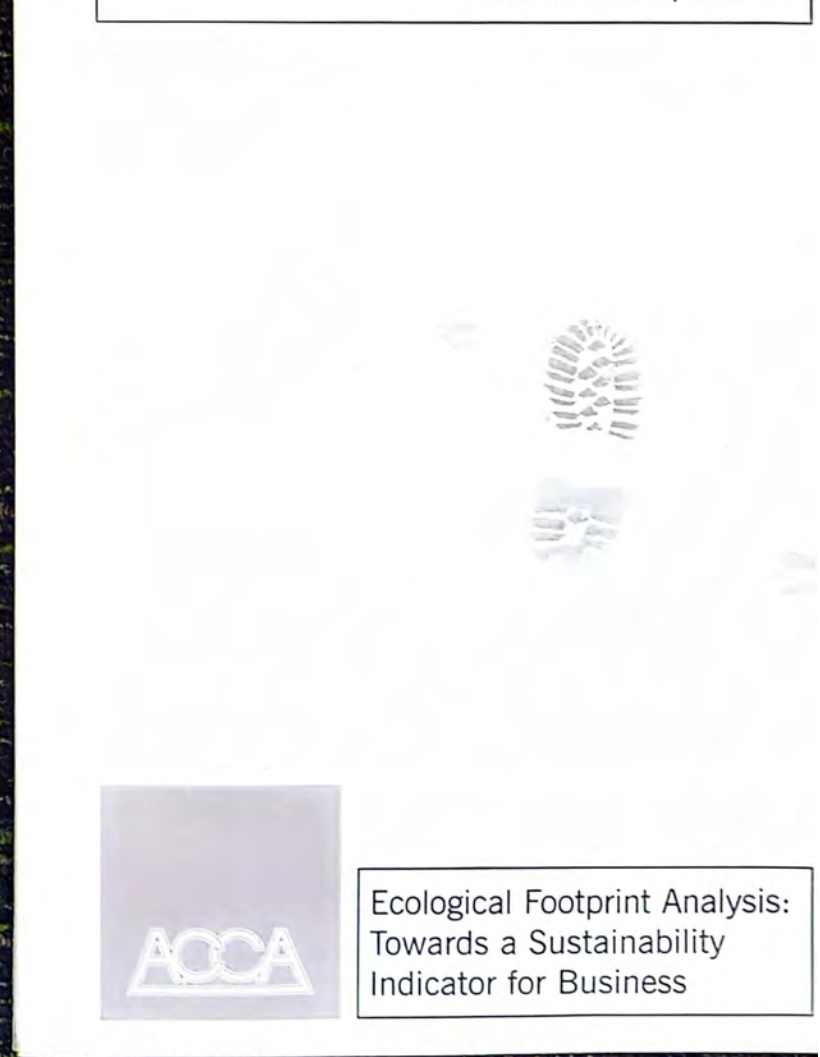 ACCA
Ecological Footprint Analysis:
Towards a Sustainability
Indicator for Business